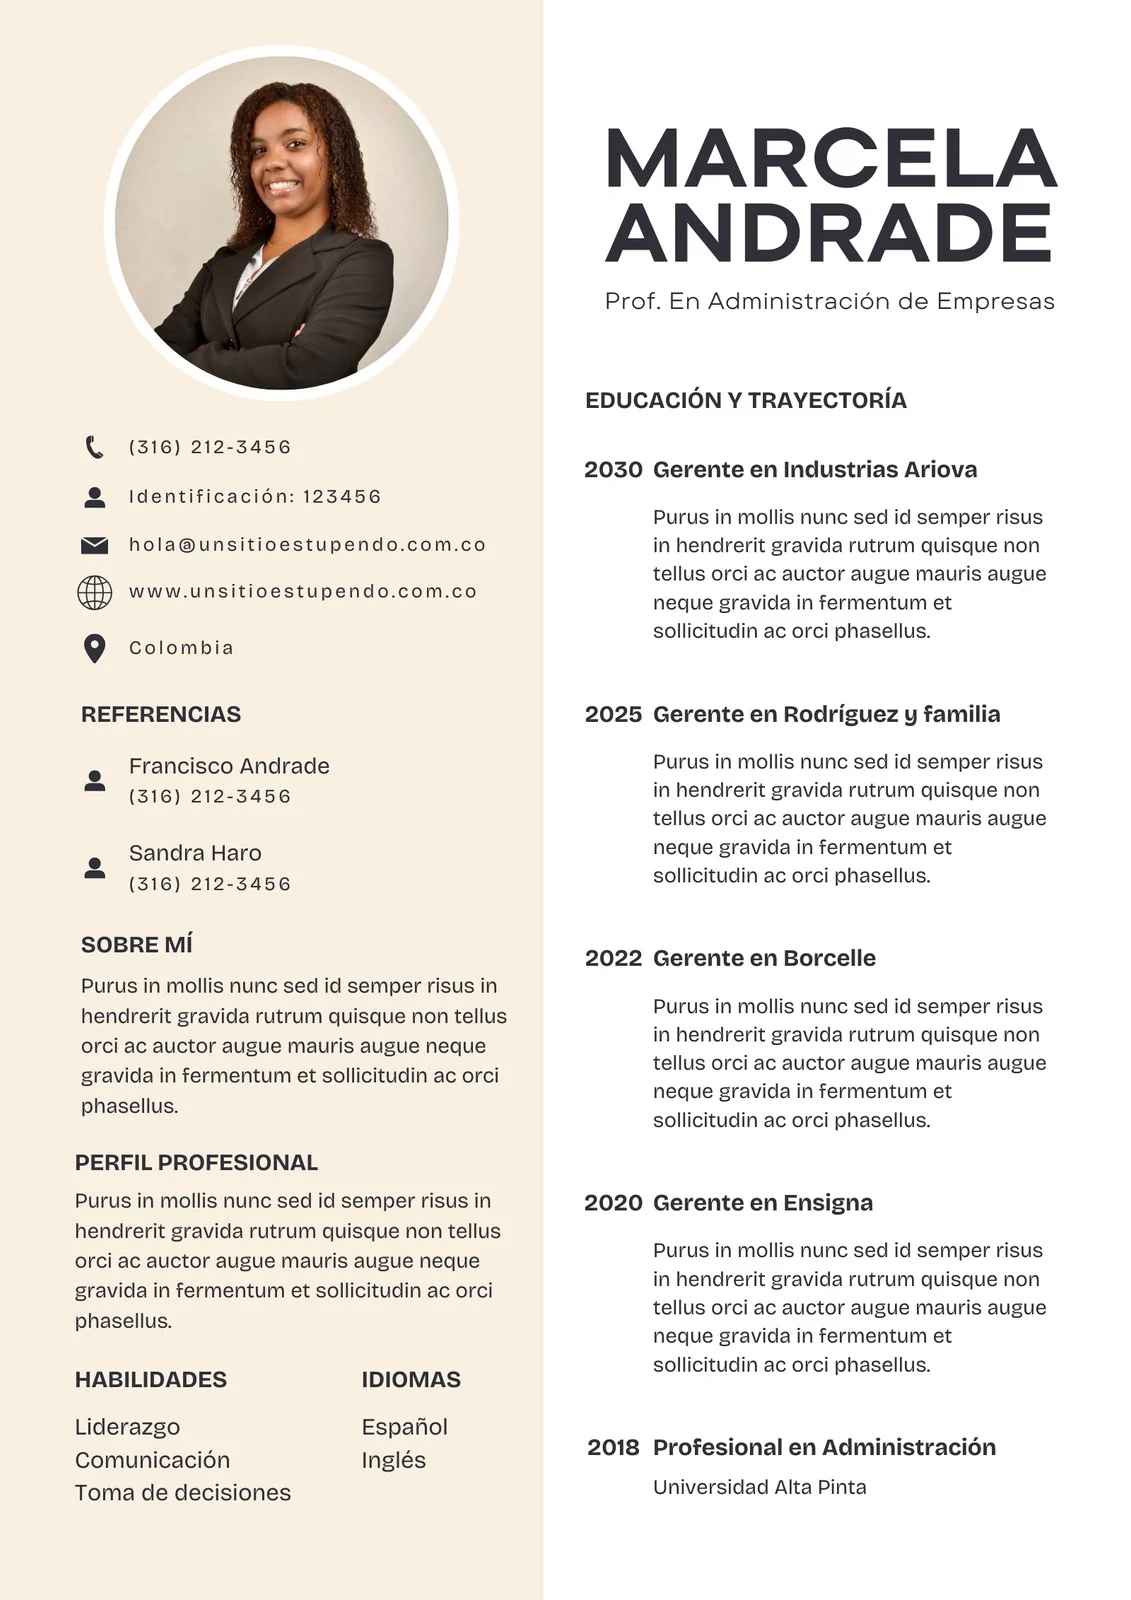 (316) 212-3456
Identificación: 123456
hola@unsitioestupendo.com.co
www.unsitioestupendo.com.co
Colombia
REFERENCIAS
Francisco Andrade
(316) 212-3456
Sandra Haro
(316) 212-3456
SOBRE MÍ
Purus in mollis nunc sed id semper risus in
hendrerit gravida rutrum quisque non tellus
orci ac auctor augue mauris augue neque
gravida in fermentum et sollicitudin ac orci
phasellus.
PERFIL PROFESIONAL
Purus in mollis nunc sed id semper risus in
hendrerit gravida rutrum quisque non tellus
orci ac auctor augue mauris augue neque
gravida in fermentum et sollicitudin ac orci
phasellus.
HABILIDADES
Liderazgo
Comunicación
Toma de decisiones
IDIOMAS
Español
Inglés
MARCELA
ANDRADE
Prof. En Administración de Empresas
EDUCACIÓN Y TRAYECTORÍA
2030 Gerente en Industrias Ariova
Purus in mollis nunc sed id semper risus
in hendrerit gravida rutrum quisque non
tellus orci ac auctor augue mauris augue
neque gravida in fermentum et
sollicitudin ac orci phasellus.
2025 Gerente en Rodríguez y familia
Purus in mollis nunc sed id semper risus
in hendrerit gravida rutrum quisque non
tellus orci ac auctor augue mauris augue
neque gravida in fermentum et
sollicitudin ac orci phasellus.
2022 Gerente en Borcelle
Purus in mollis nunc sed id semper risus
in hendrerit gravida rutrum quisque non
tellus orci ac auctor augue mauris augue
neque gravida in fermentum et
sollicitudin ac orci phasellus.
2020 Gerente en Ensigna
Purus in mollis nunc sed id semper risus
in hendrerit gravida rutrum quisque non
tellus orci ac auctor augue mauris augue
neque gravida in fermentum et
sollicitudin ac orci phasellus.
2018 Profesional en Administración
Universidad Alta Pinta